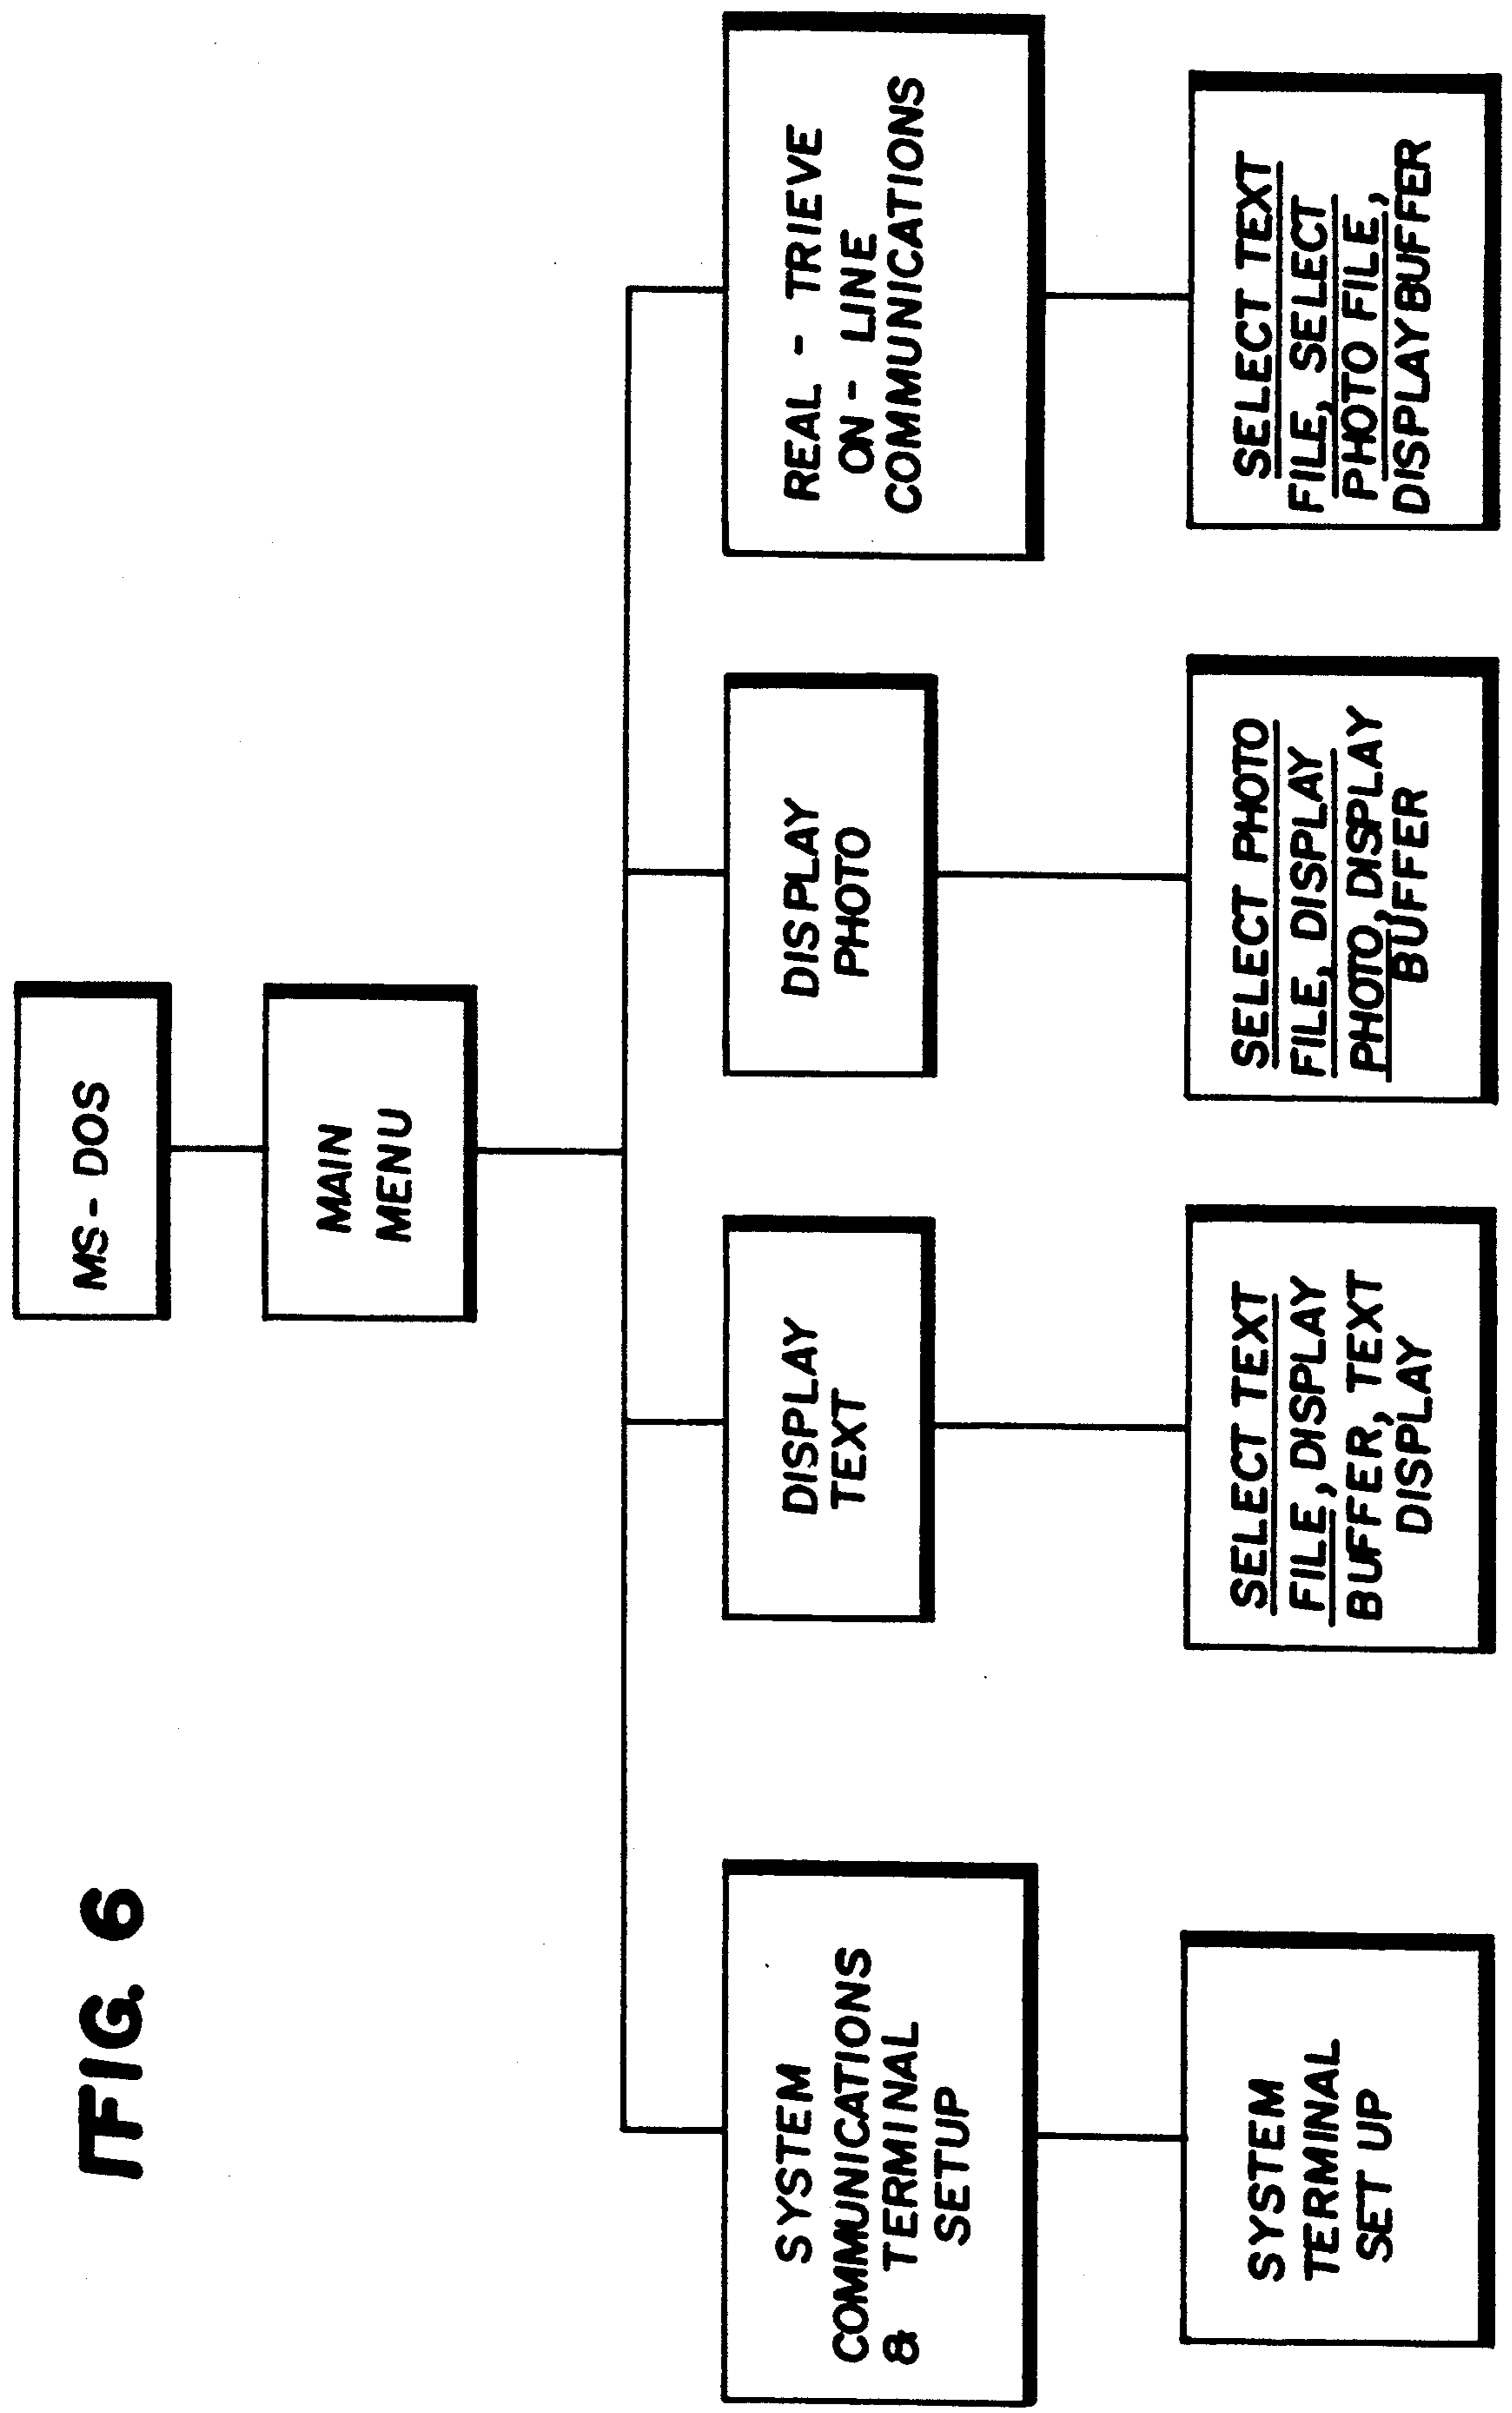 FIG. 6
MS-DOS
MAIN
MENU
SYSTEM
COMMUNICATIONS
& TERMINAL
SETUP
DISPLAY
TEXT
DISPLAY
PHOTO
REAL - TRIEVE
ON - LINE
COMMUNICATIONS
SYSTEM
TERMINAL
SET UP
SELECT TEXT
FILE, DISPLAY
BUFFER, TEXT
DISPLAY
SELECT PHOTO
FILE, DISPLAY
PHOTO, DISPLAY
BUFFER
SELECT TEXT
FILE, SELECT
PHOTO FILE,
DISPLAY BUFFER